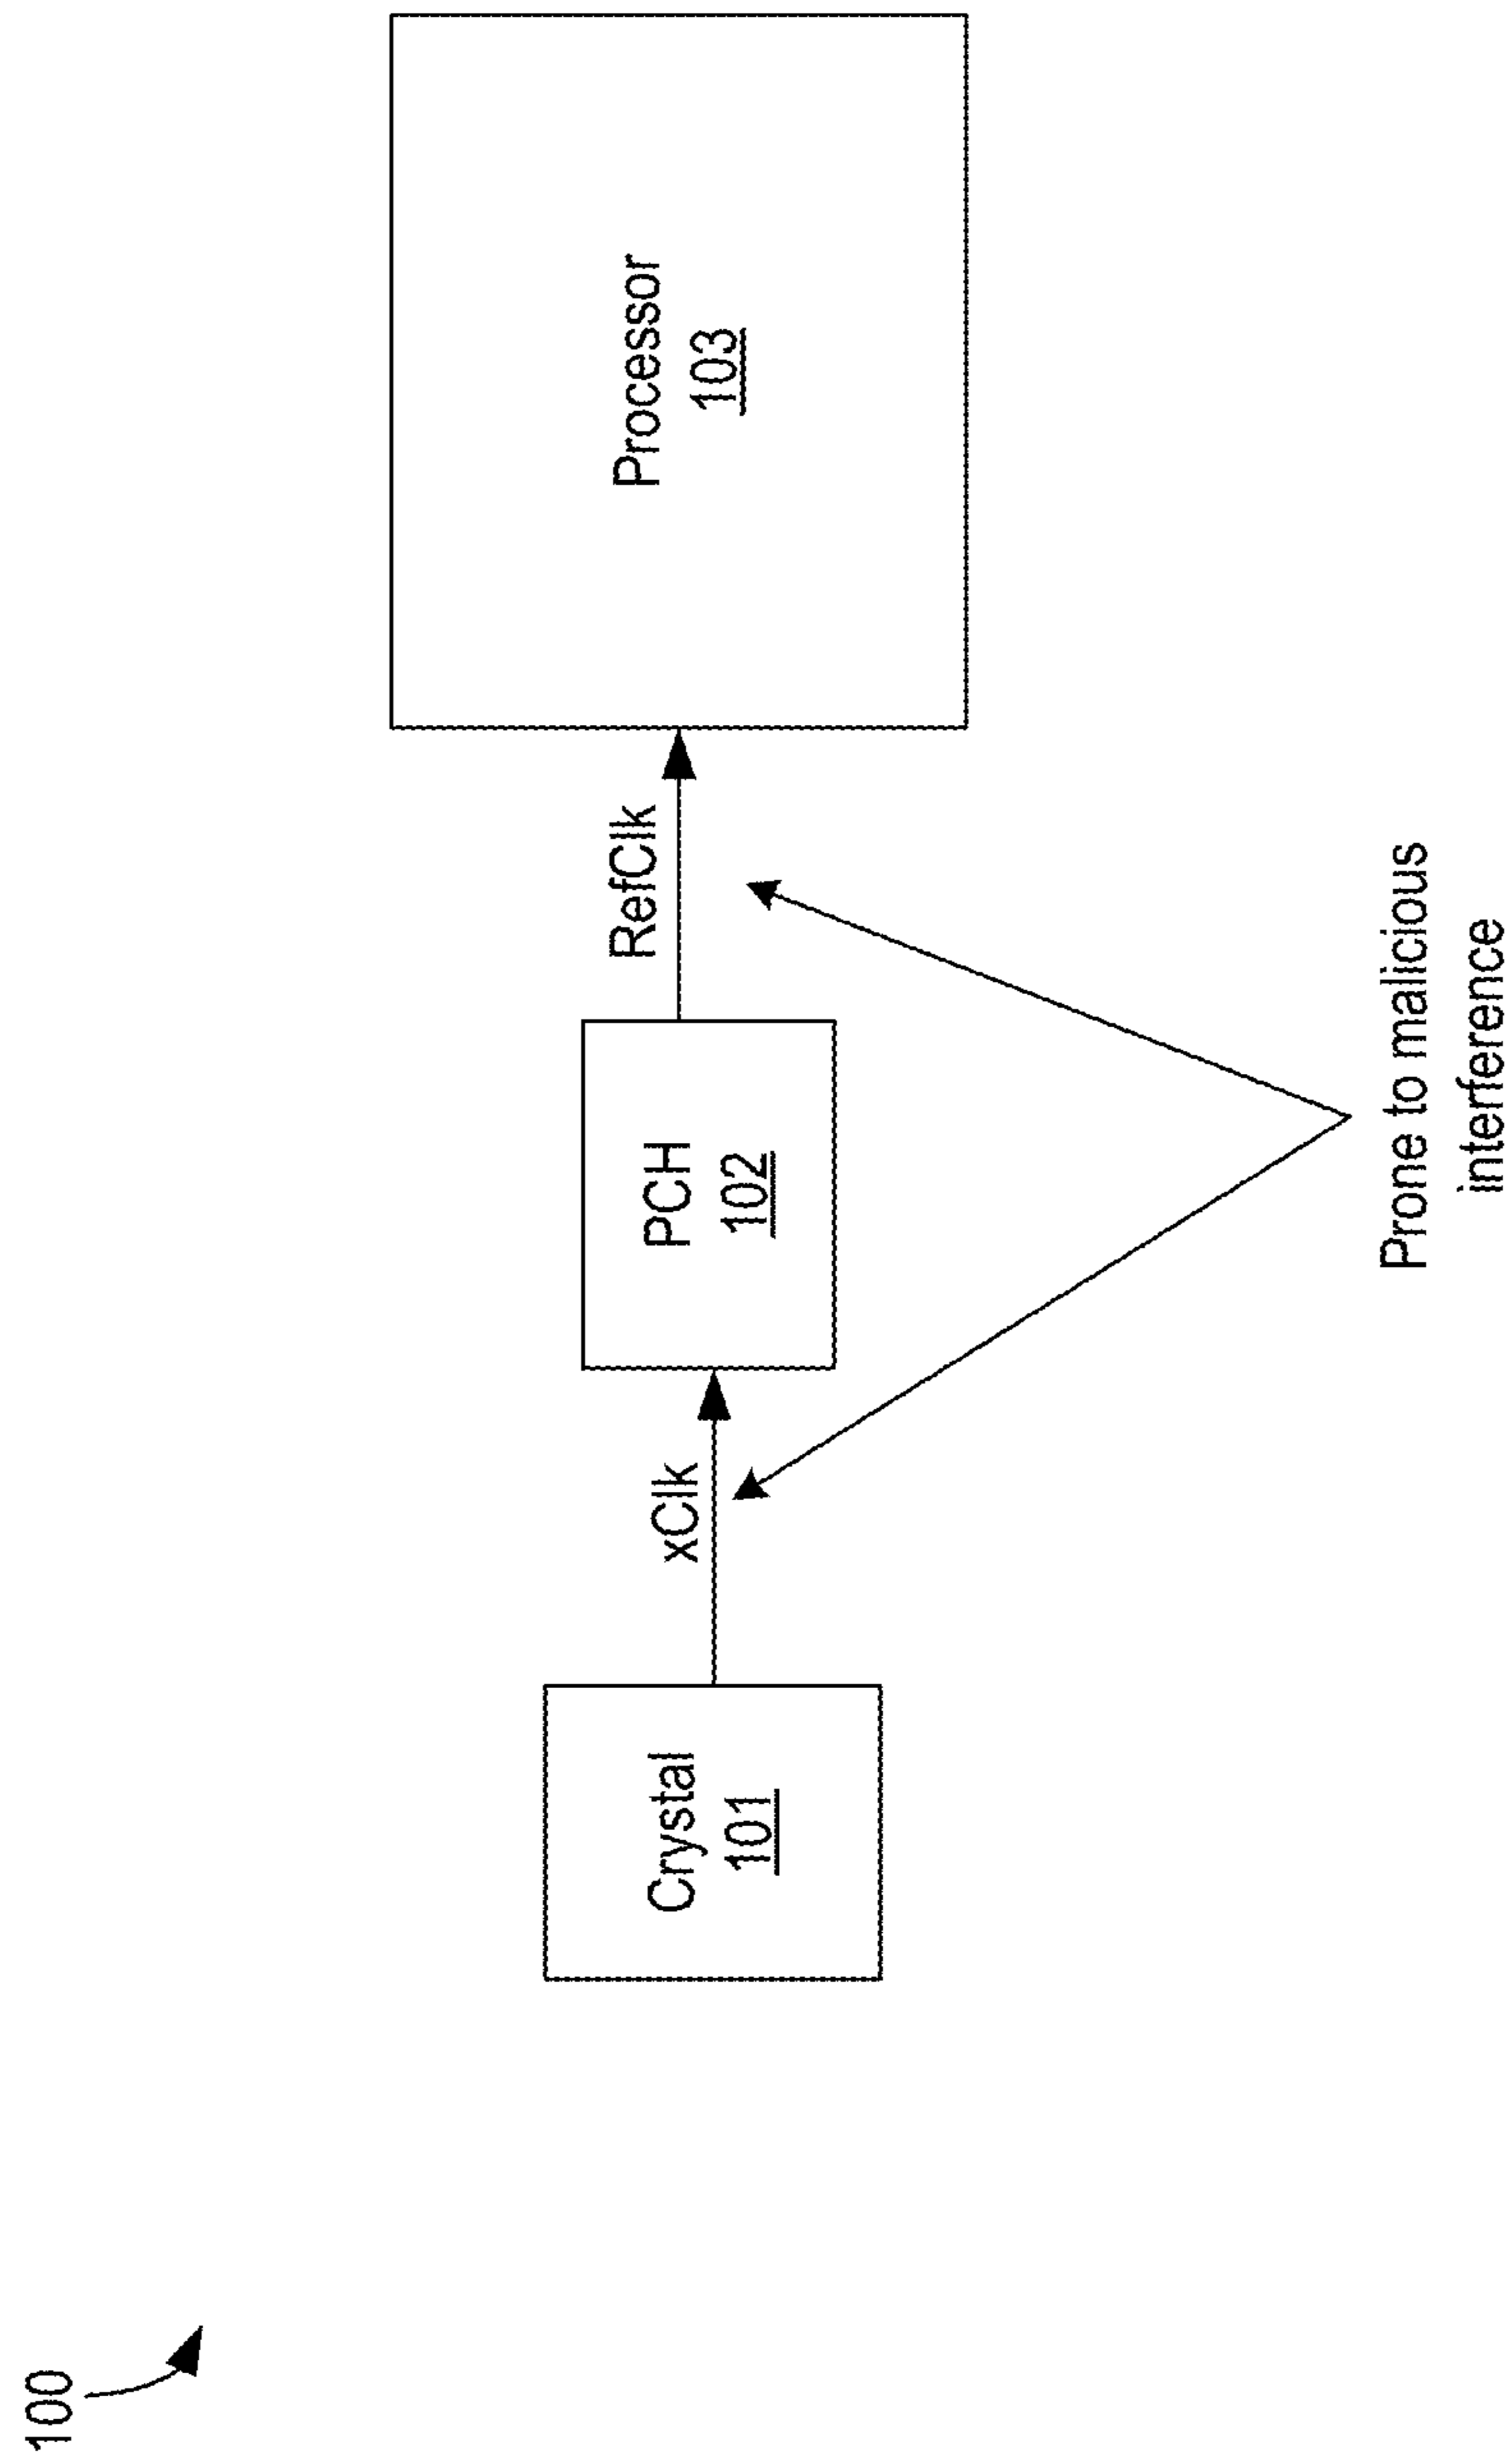 100
Crystal
101
xClk
PCH
102
RefClk
Processor
103
Prone to malicious
interference